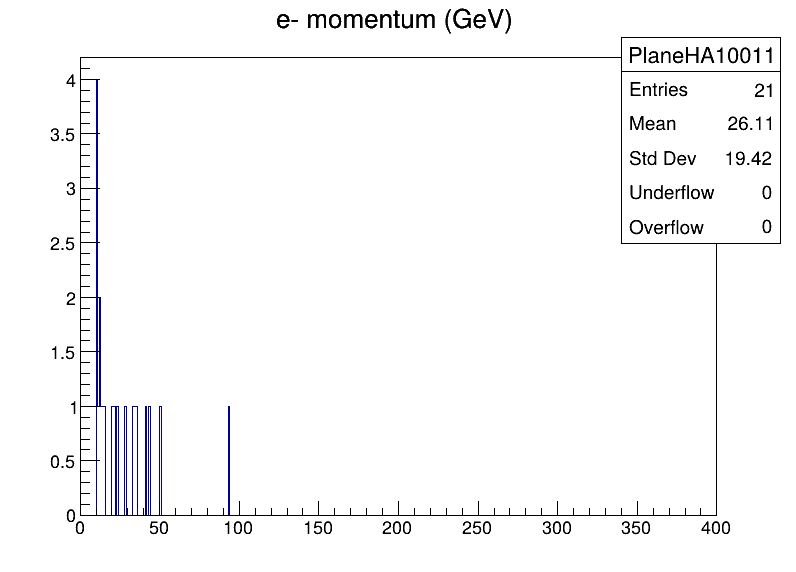 e- momentum (GeV)
PlaneHA10011
Entries 21
Mean 26.11
Std Dev 19.42
Underflow 0
Overflow 0
4
3.5
3
2.5
2
1.5
1
0.5
0
0 50 100 150 200 250 300 350 400